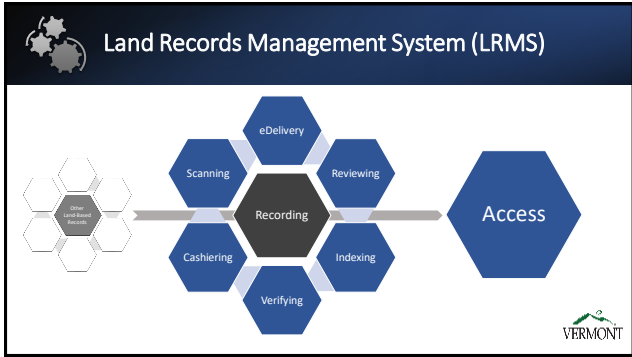 Land Records Management System (LRMS)
eDelivery
Scanning
Reviewing
Other
Land-Based
Records
Recording
Access
Cashiering
Indexing
Verifying
VERMONT